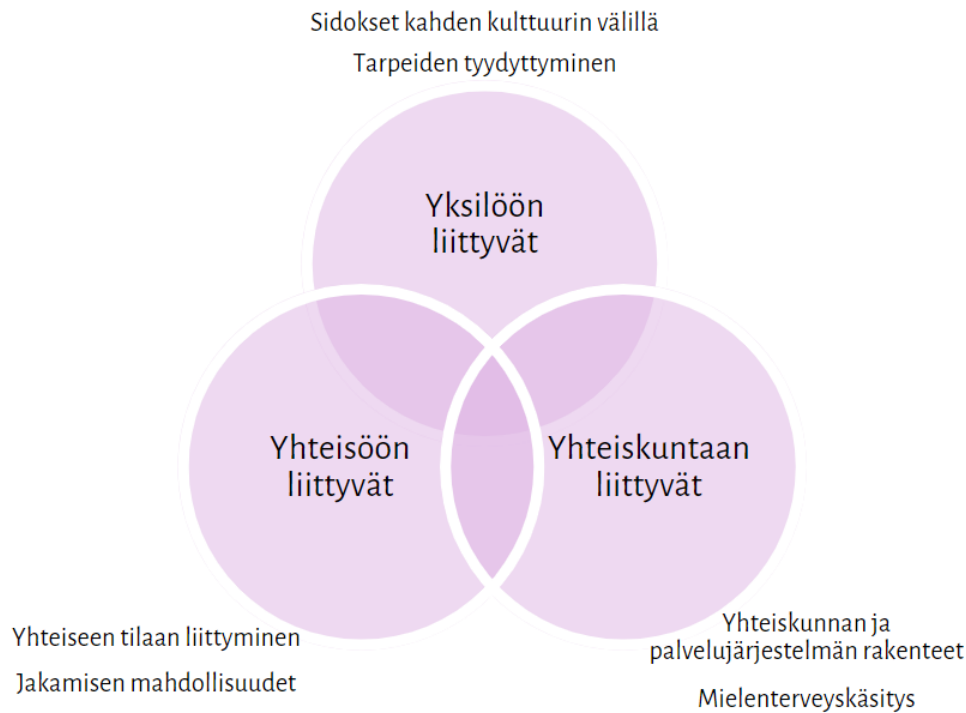 Sidokset kahden kulttuurin välillä
Tarpeiden tyydyttyminen
Yksilöön
liittyvät
Yhteisöön
liittyvät
Yhteiskuntaan
liittyvät
Yhteiseen tilaan liittyminen
Jakamisen mahdollisuudet
Yhteiskunnan ja
palvelujärjestelmän rakenteet
Mielenterveyskäsitys